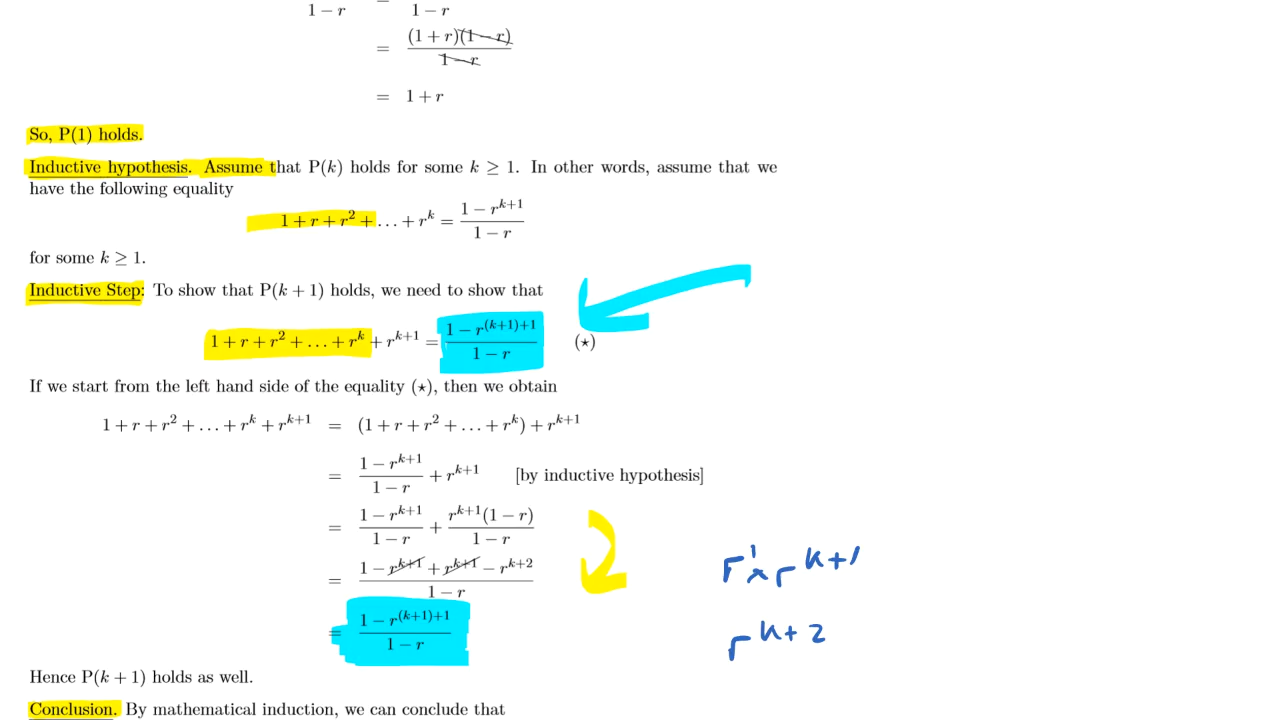 1 − r = 1 − r
= (1 + r)(1 − r) / 1 − r
= 1 + r
So, P(1) holds.
Inductive hypothesis. Assume that P(k) holds for some k ≥ 1. In other words, assume that we
have the following equality
1 + r + r² + … + r^k = (1 − r^{k+1}) / (1 − r)
for some k ≥ 1.
Inductive Step: To show that P(k + 1) holds, we need to show that
1 + r + r² + … + r^k + r^{k+1} = (1 − r^{(k+1)+1}) / (1 − r) (⋆)
If we start from the left hand side of the equality (⋆), then we obtain
1 + r + r² + … + r^k + r^{k+1} = (1 + r + r² + … + r^k) + r^{k+1}
= (1 − r^{k+1}) / (1 − r) + r^{k+1} [by inductive hypothesis]
= (1 − r^{k+1}) / (1 − r) + r^{k+1}(1 − r) / (1 − r)
= (1 − r^{k+1} + r^{k+1} − r^{k+2}) / (1 − r)
r^1 × r^{k+1}
= (1 − r^{(k+1)+1}) / (1 − r)
r^{k+2}
Hence P(k + 1) holds as well.
Conclusion. By mathematical induction, we can conclude that